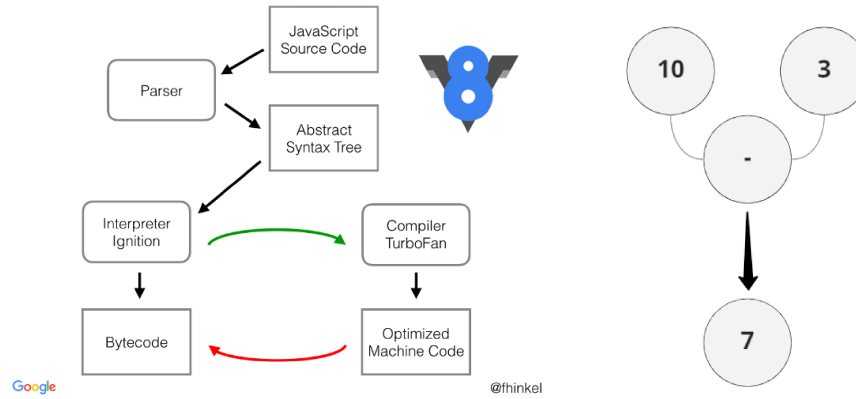 JavaScript
Source Code
Parser
Abstract
Syntax Tree
Interpreter
Ignition
Compiler
TurboFan
Bytecode
Optimized
Machine Code
Google
@fhinkel
8
10
3
-
7